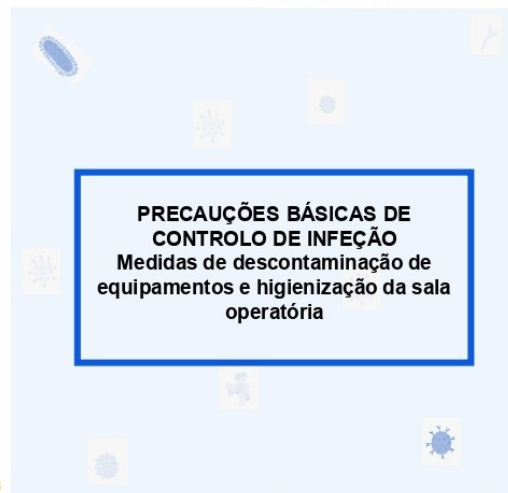 PRECAUÇÕES BÁSICAS DE
CONTROLO DE INFEÇÃO
Medidas de descontaminação de
equipamentos e higienização da sala
operatória